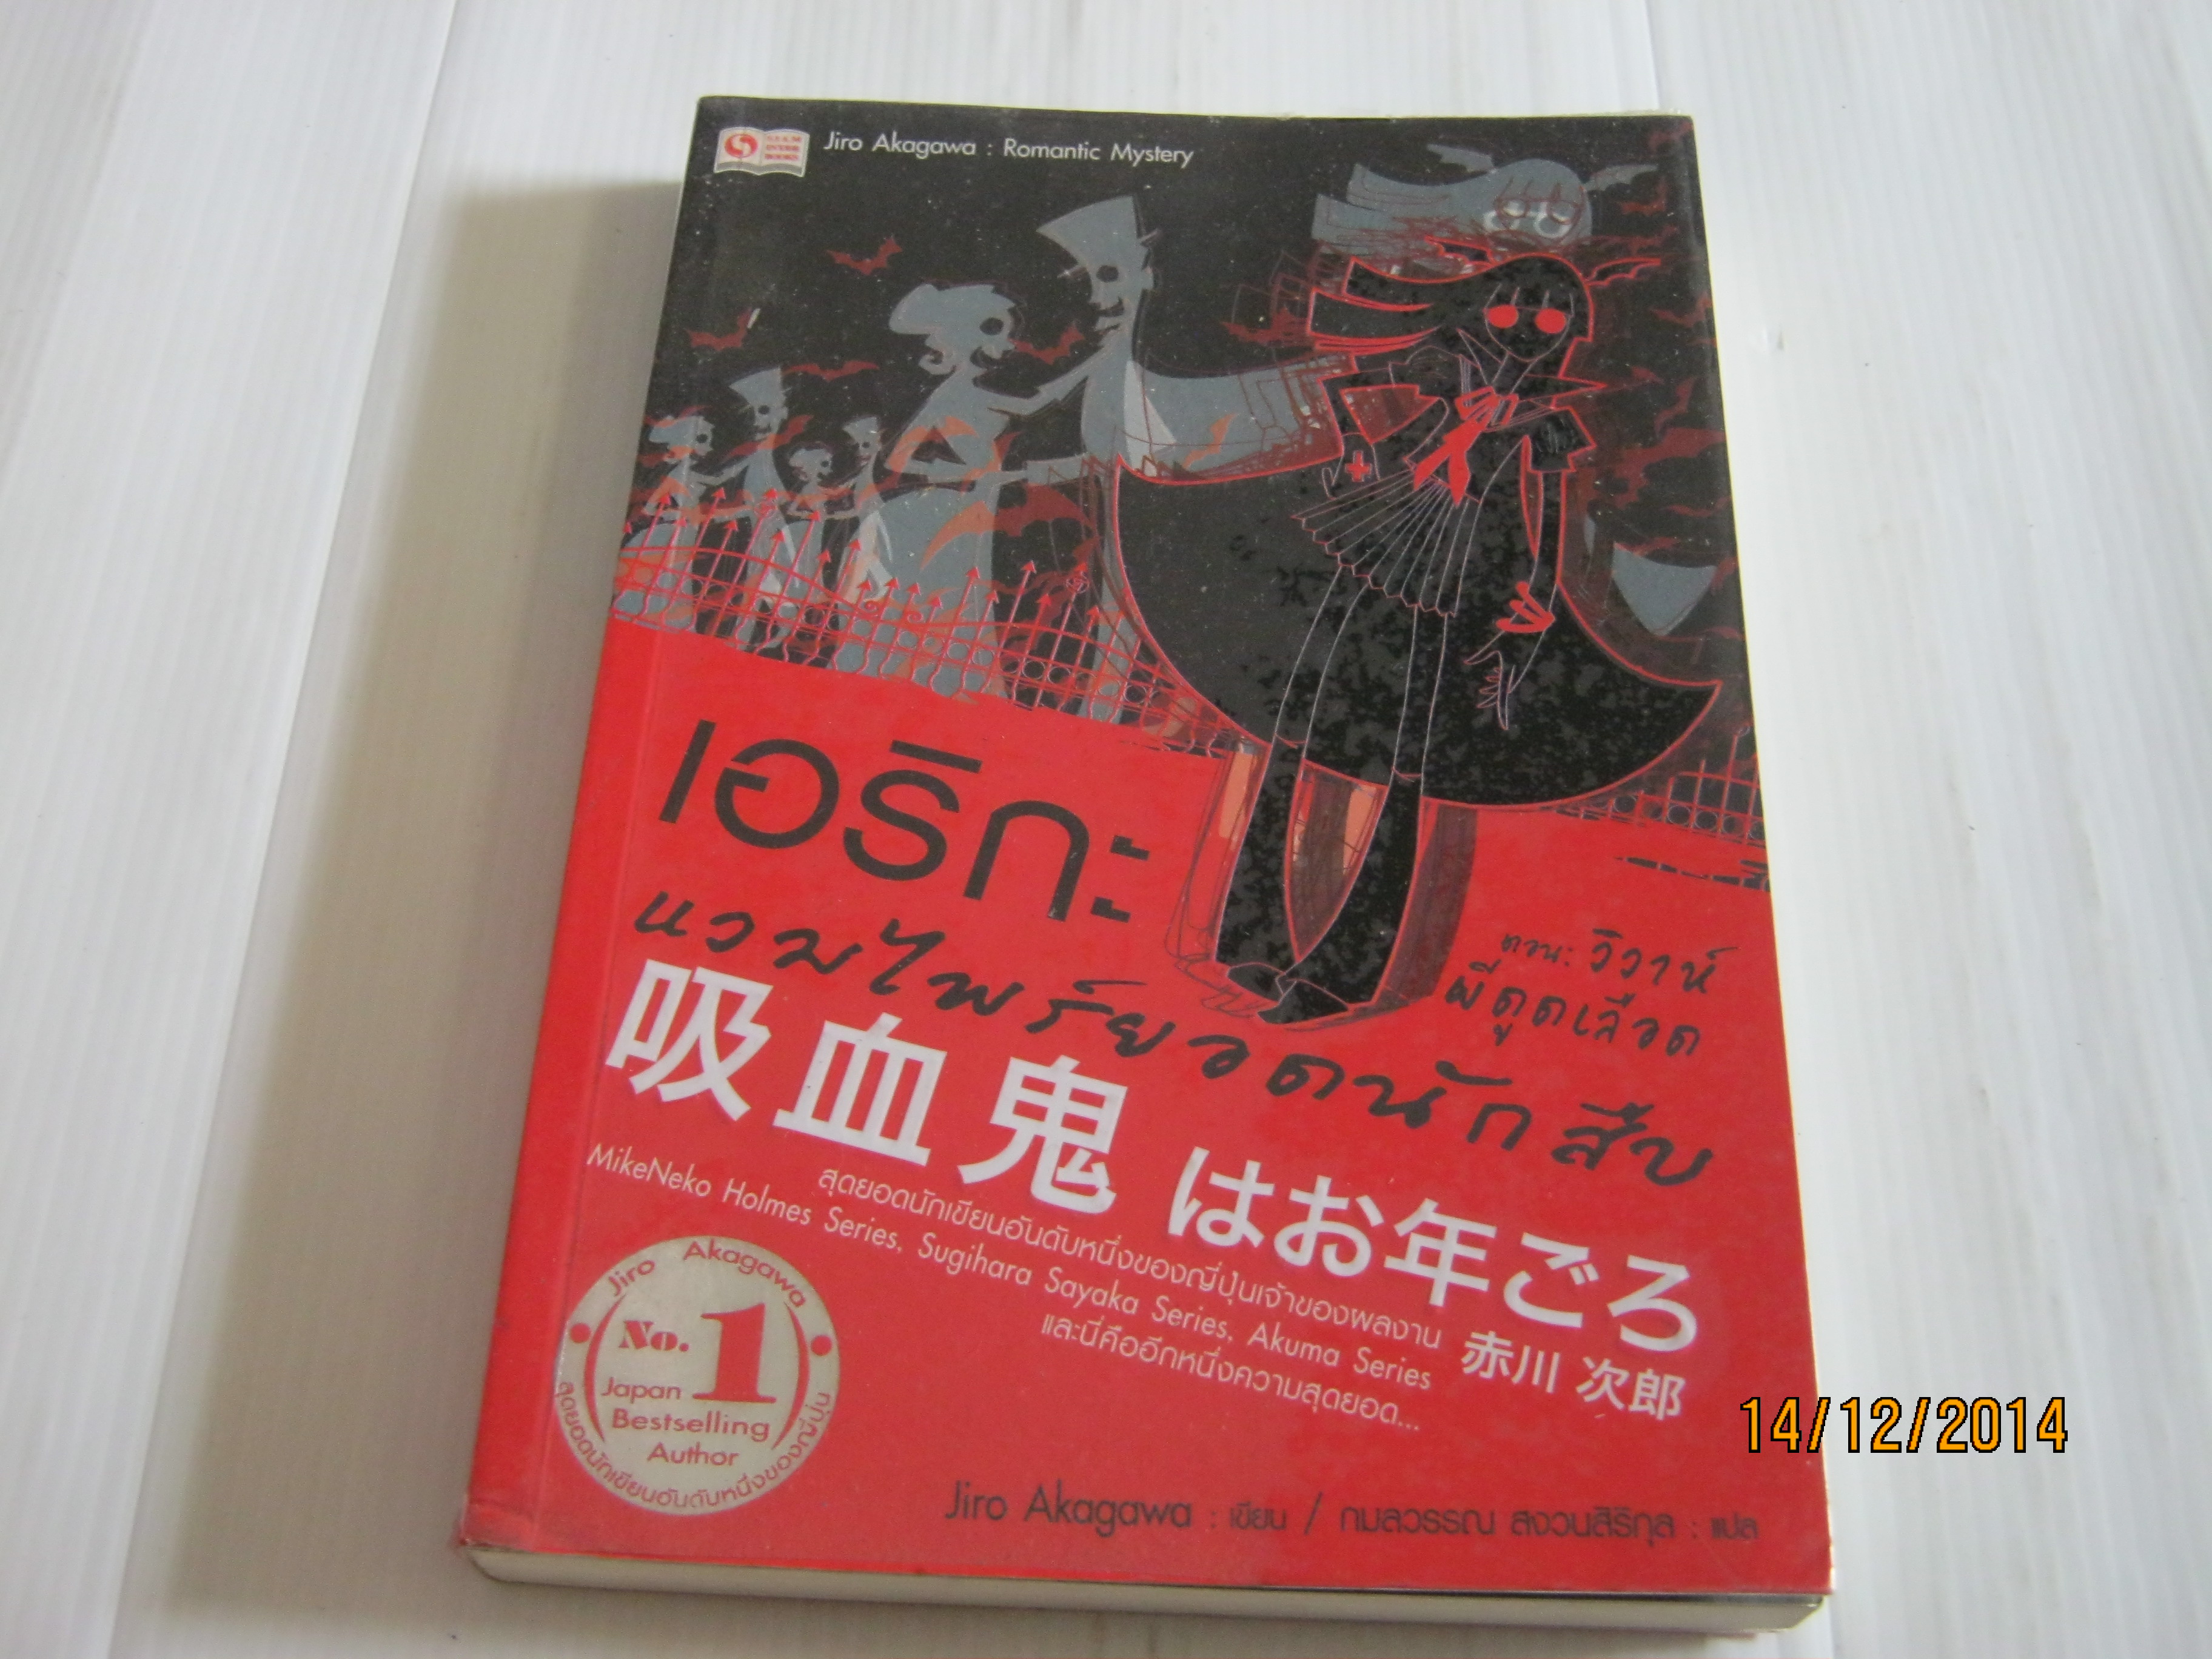 SIAM
INTER
BOOKS
Jiro Akagawa : Romantic Mystery
เอริกะ
แวมไพร์ยอดนักสืบ
ตอน: วิวาห์
ผีดูดเลือด
吸血鬼はお年ごろ
สุดยอดนักเขียนอันดับหนึ่งของญี่ปุ่นเจ้าของผลงาน
MikeNeko Holmes Series, Sugihara Sayaka Series, Akuma Series
และนี่คืออีกหนึ่งความสุดยอด...
赤川 次郎
Jiro Akagawa
No. 1
Japan
Bestselling
Author
สุดยอดนักเขียนอันดับหนึ่งของญี่ปุ่น
Jiro Akagawa : เขียน / กมลวรรณ สงวนสิริกุล : แปล
14/12/2014